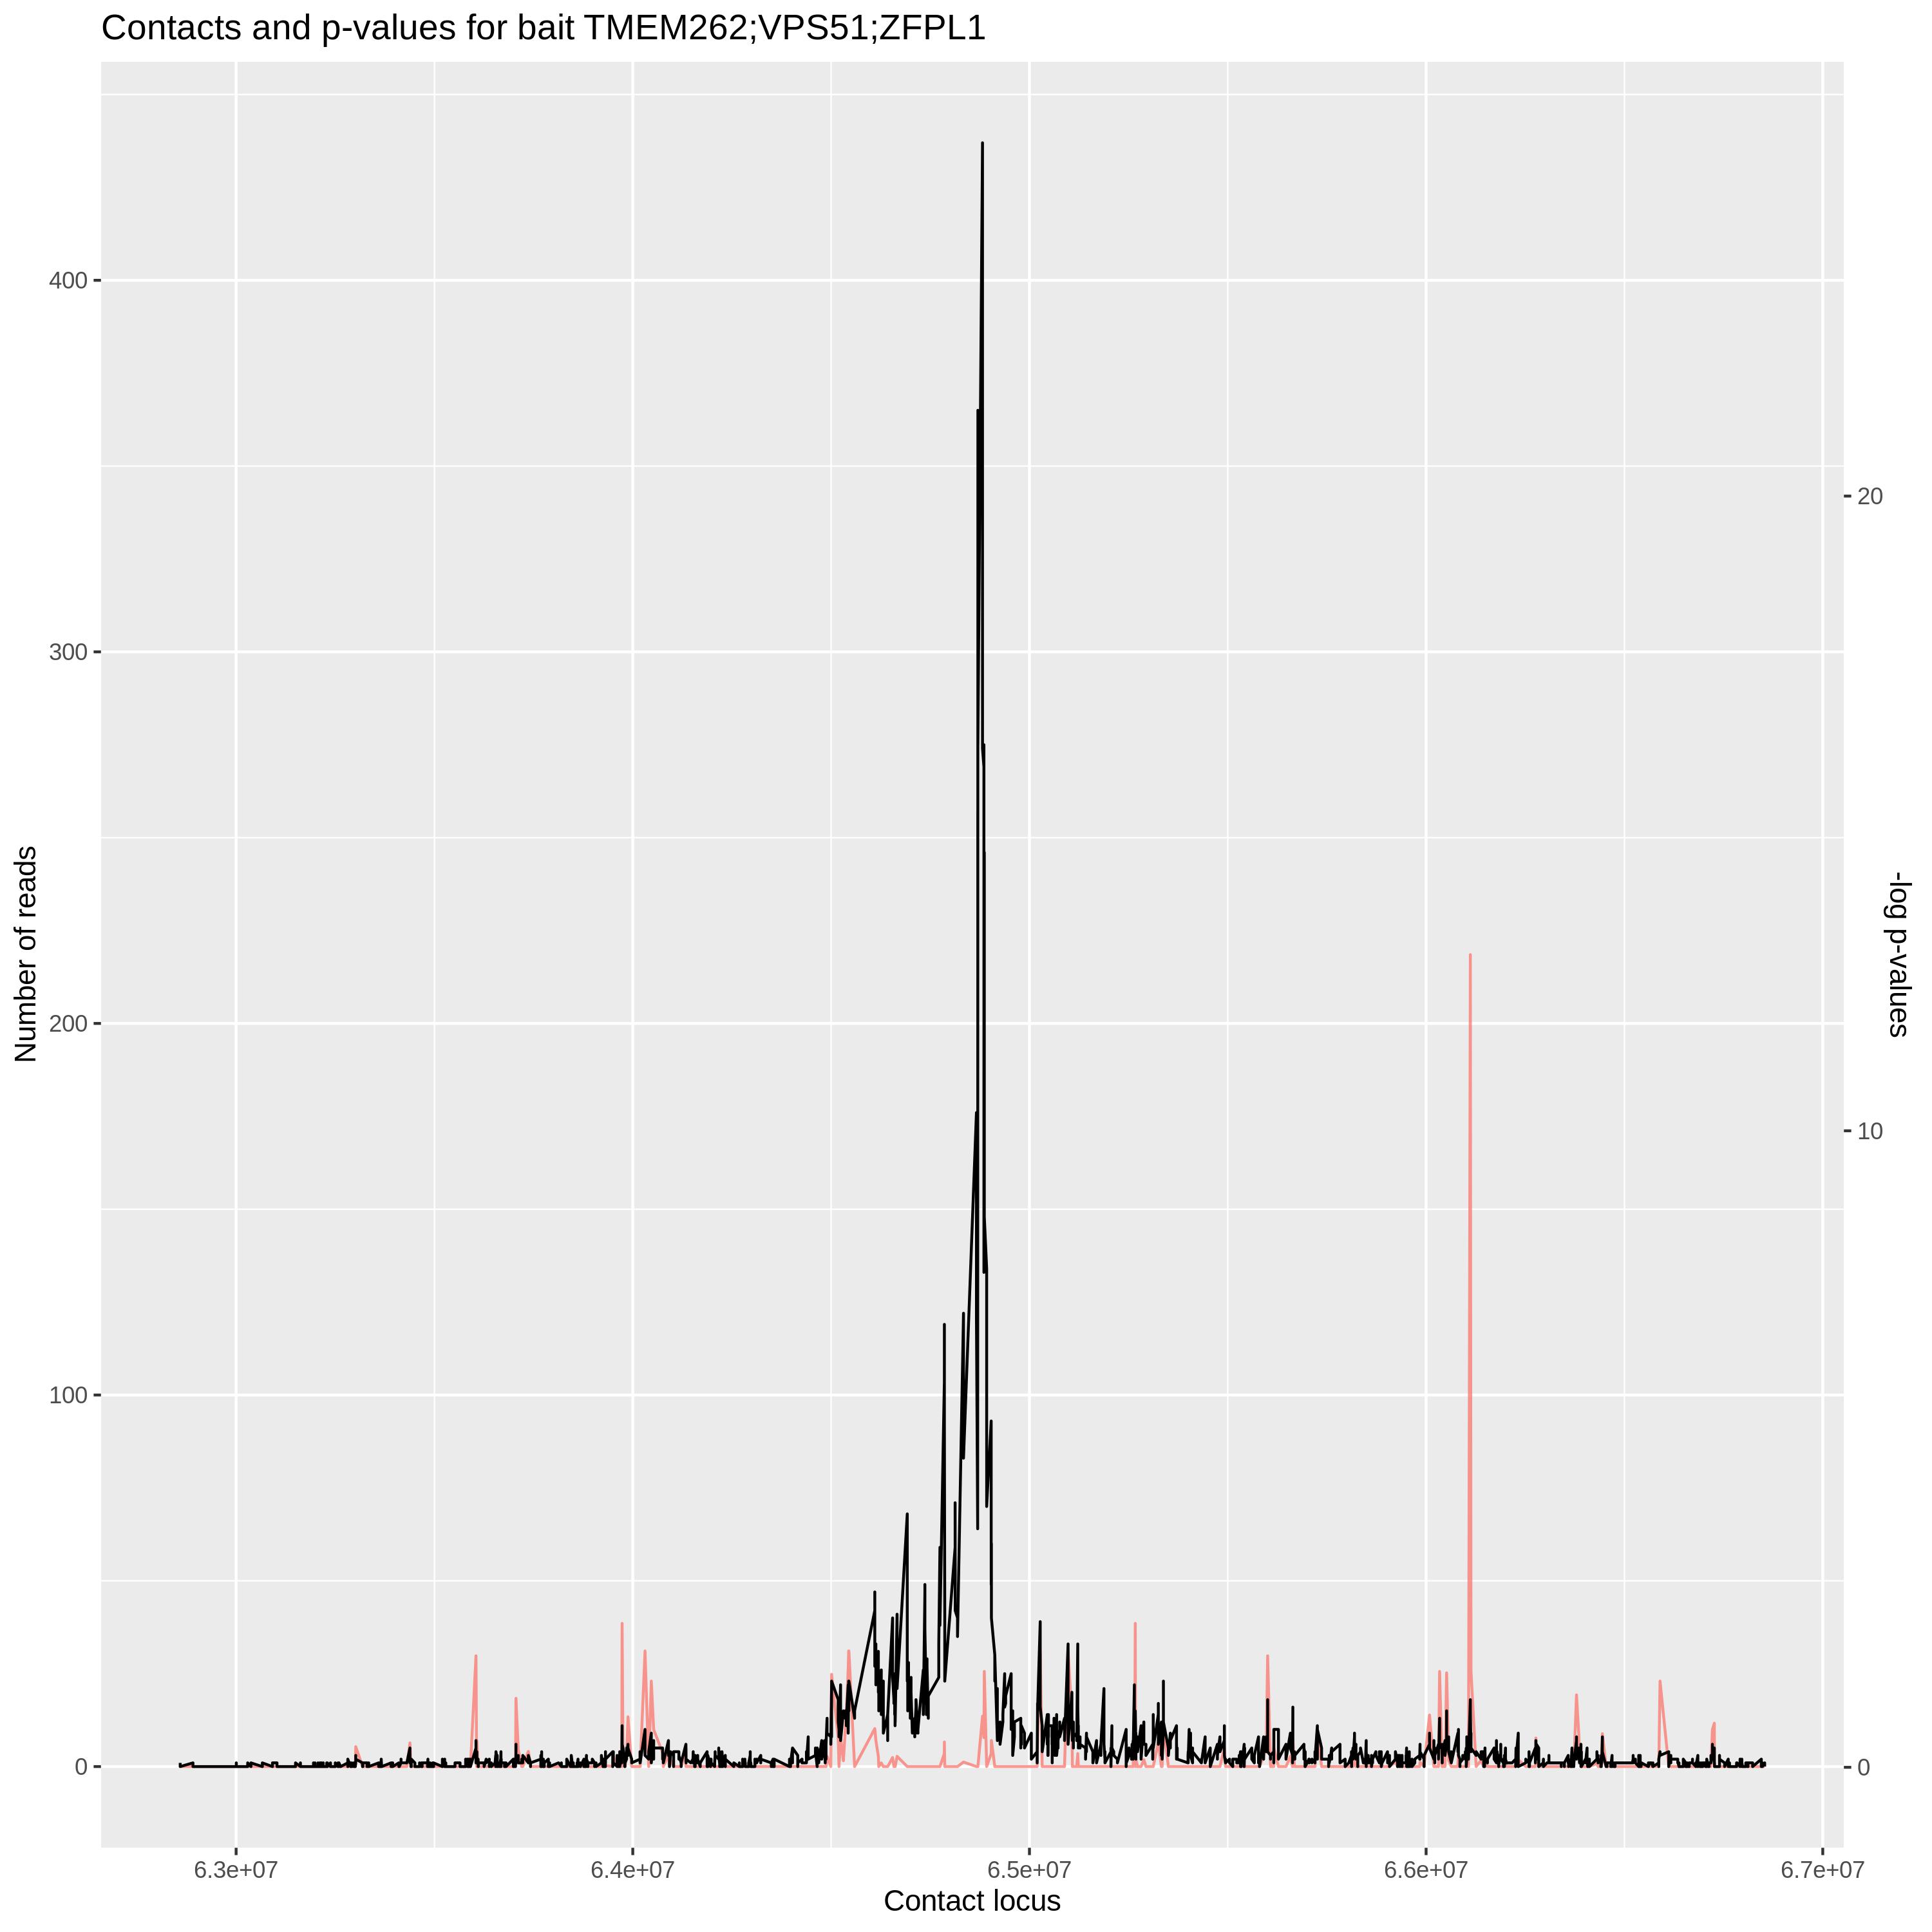 Contacts and p-values for bait TMEM262;VPS51;ZFPL1
400
300
200
100
0
Number of reads
20
10
0
-log p-values
6.3e+07
6.4e+07
6.5e+07
6.6e+07
6.7e+07
Contact locus